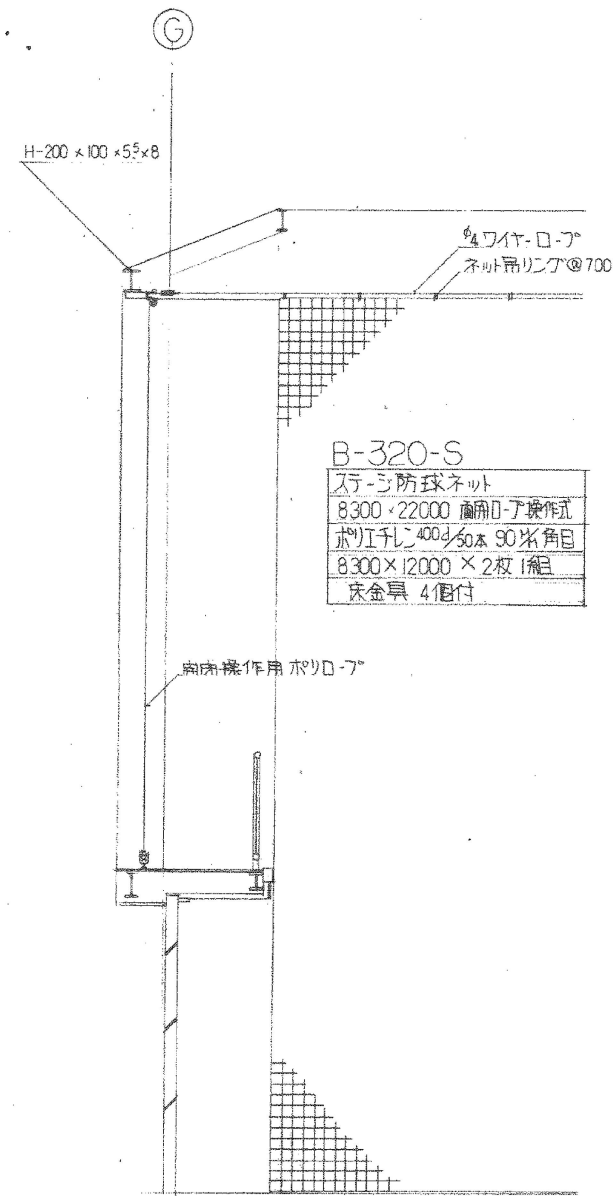 G
H-200×100×5.5×8
φ4 ワイヤーロープ
ネット吊リング@700
B-320-S
ステージ防球ネット
8300×22000 両開ロープ操作式
ポリエチレン400d/50本 90% 角目
8300×12000×2枚1組
床金具 4個付
操作用 ポリロープ